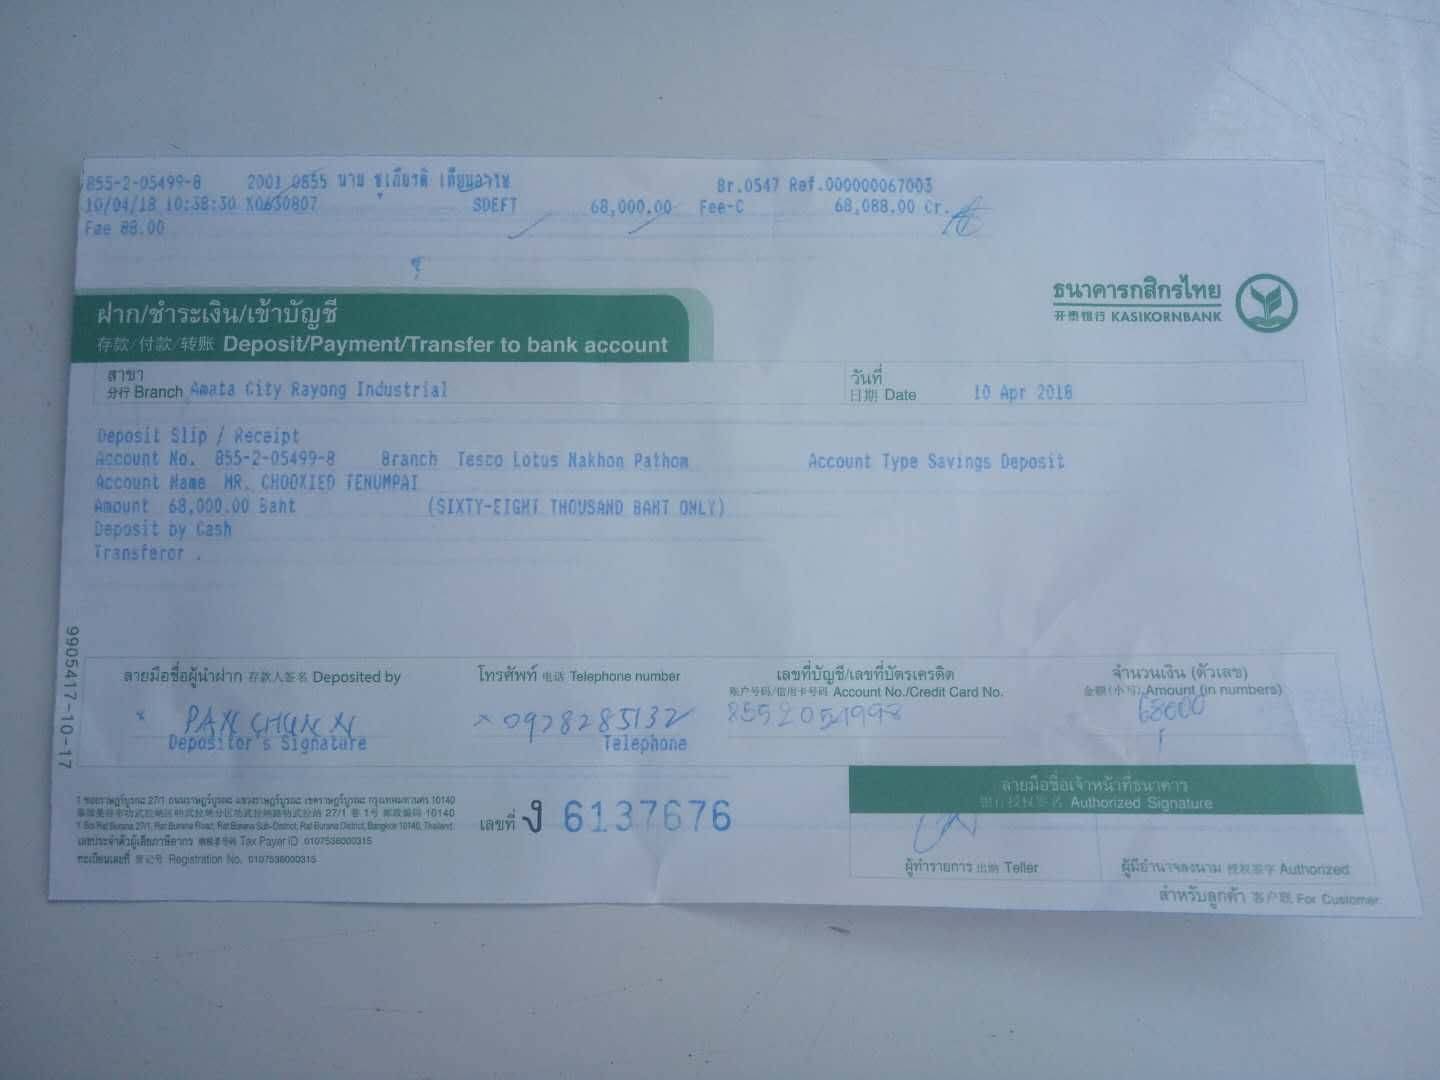 855-2-05499-8 2001 0855 นาย ชูเกียรติ เทียนอำไพ Br.0547 Ref.000000067003
10/04/18 10:38:30 X0630807 SDEFT 68,000.00 Fee-C 68,088.00 Cr.
Fee 88.00
ธนาคารกสิกรไทย
开泰银行 KASIKORNBANK
ฝาก/ชำระเงิน/เข้าบัญชี
存款/付款/转账 Deposit/Payment/Transfer to bank account
สาขา
分行 Branch Amata City Rayong Industrial
วันที่
日期 Date 10 Apr 2018
Deposit Slip / Receipt
Account No. 855-2-05499-8 Branch Tesco Lotus Nakhon Pathom Account Type Savings Deposit
Account Name MR. CHOOKIED TENUMPAI
Amount 68,000.00 Baht (SIXTY-EIGHT THOUSAND BAHT ONLY)
Deposit by Cash
Transferor .
9905417-10-17
ลายมือชื่อผู้นำฝาก 存款人签名 Deposited by
โทรศัพท์ 电话 Telephone number
เลขที่บัญชี/เลขที่บัตรเครดิต
账户号码/信用卡号码 Account No./Credit Card No.
จำนวนเงิน (ตัวเลข)
金额(小写) Amount (in numbers)
x PAN CHUN x 0928285132 68000
Depositor's Signature Telephone
ลายมือชื่อเจ้าหน้าที่ธนาคาร
银行授权签名 Authorized Signature
1 ซอยราษฎร์บูรณะ 27/1 ถนนราษฎร์บูรณะ แขวงราษฎร์บูรณะ เขตราษฎร์บูรณะ กรุงเทพมหานคร 10140
1 Soi Rat Burana 27/1, Rat Burana Road, Rat Burana Sub-District, Rat Burana District, Bangkok 10140, Thailand
เลขประจำตัวผู้เสียภาษีอากร 纳税者号码 Tax Payer ID 0107536000315
ทะเบียนเลขที่ 登记号 Registration No. 0107536000315
เลขที่ ง 6137676
ผู้ทำรายการ 出纳 Teller
ผู้มีอำนาจลงนาม 授权签字 Authorized
สำหรับลูกค้า 客户联 For Customer